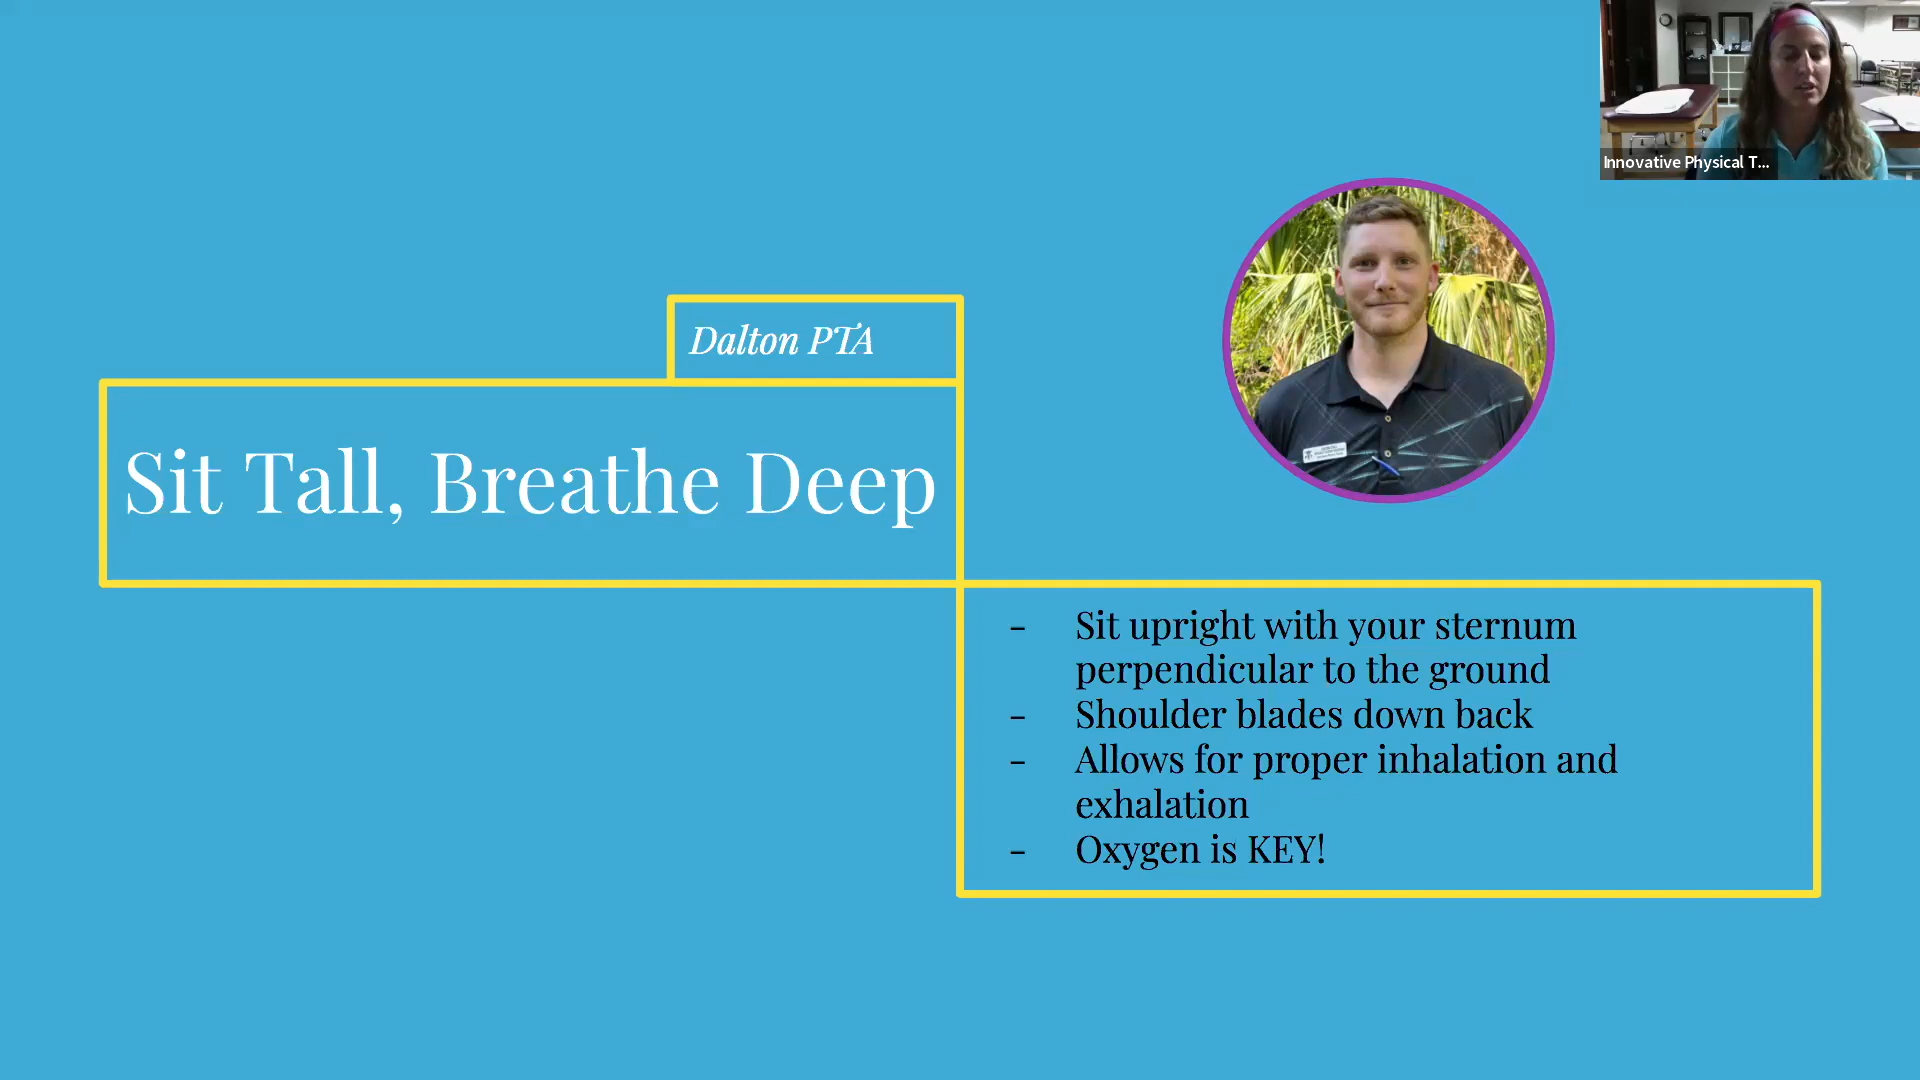 Innovative Physical T...
Dalton PTA
Sit Tall, Breathe Deep
- Sit upright with your sternum
perpendicular to the ground
- Shoulder blades down back
- Allows for proper inhalation and
exhalation
- Oxygen is KEY!